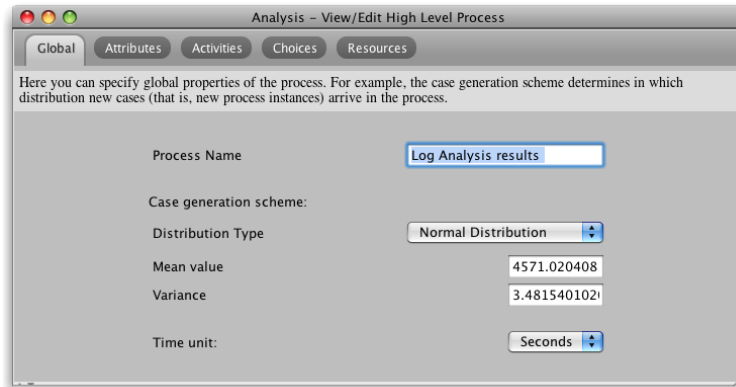 Analysis – View/Edit High Level Process
Global Attributes Activities Choices Resources
Here you can specify global properties of the process. For example, the case generation scheme determines in which
distribution new cases (that is, new process instances) arrive in the process.
Process Name Log Analysis results
Case generation scheme:
Distribution Type Normal Distribution
Mean value 4571.020408
Variance
Time unit: Seconds